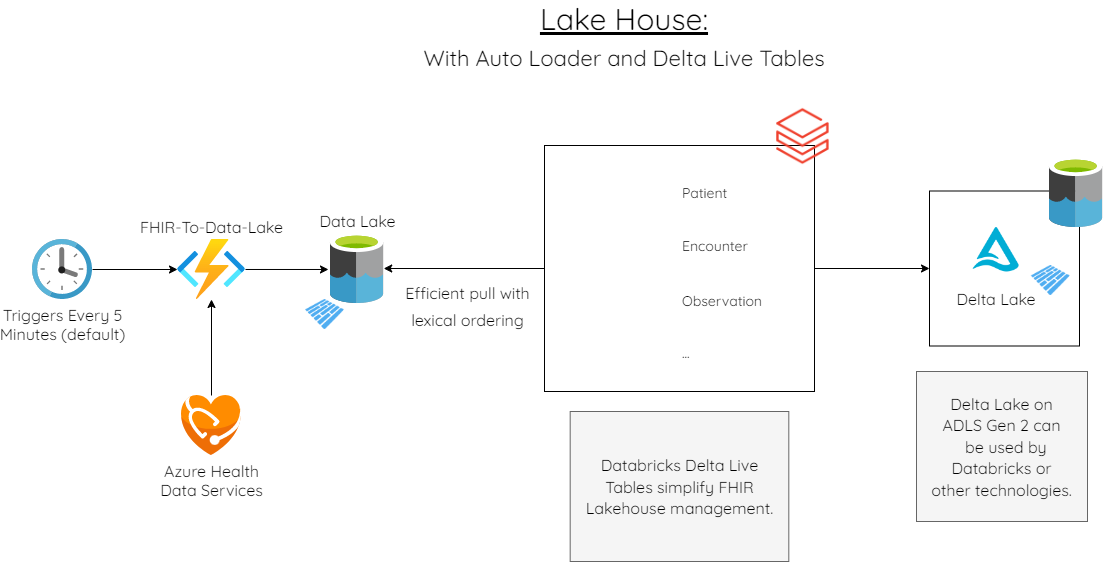 Lake House:
With Auto Loader and Delta Live Tables
Patient
FHIR-To-Data-Lake
Data Lake
Encounter
Efficient pull with
lexical ordering
Observation
Delta Lake
Triggers Every 5
Minutes (default)
...
Azure Health
Data Services
Databricks Delta Live
Tables simplify FHIR
Lakehouse management.
Delta Lake on
ADLS Gen 2 can
be used by
Databricks or
other technologies.